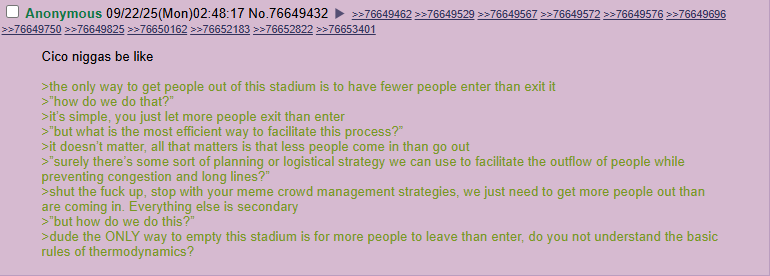 Anonymous 09/22/25(Mon)02:48:17 No.76649432 ▶ >>76649462 >>76649529 >>76649567 >>76649572 >>76649576 >>76649696
>>76649750 >>76649825 >>76650162 >>76652183 >>76652822 >>76653401
Cico niggas be like
>the only way to get people out of this stadium is to have fewer people enter than exit it
>"how do we do that?"
>it's simple, you just let more people exit than enter
>"but what is the most efficient way to facilitate this process?"
>it doesn't matter, all that matters is that less people come in than go out
>"surely there's some sort of planning or logistical strategy we can use to facilitate the outflow of people while
preventing congestion and long lines?"
>shut the fuck up, stop with your meme crowd management strategies, we just need to get more people out than
are coming in. Everything else is secondary
>"but how do we do this?"
>dude the ONLY way to empty this stadium is for more people to leave than enter, do you not understand the basic
rules of thermodynamics?